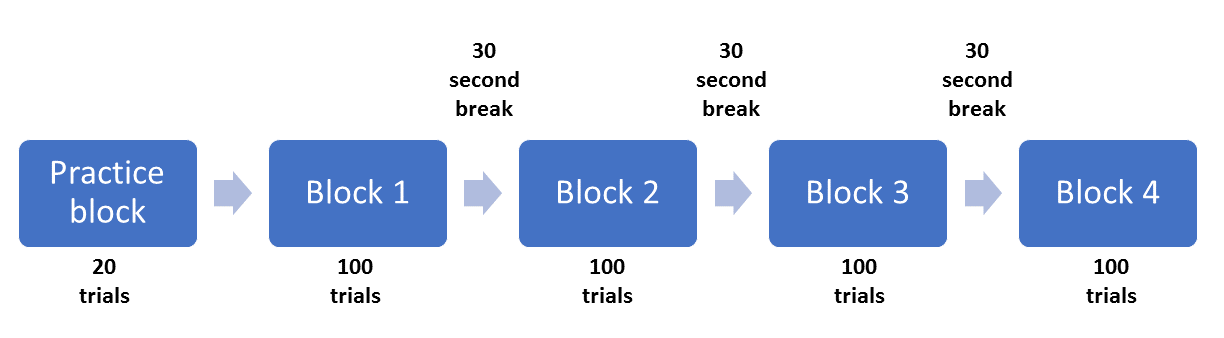 30
second
break
30
second
break
30
second
break
Practice
block
Block 1
Block 2
Block 3
Block 4
20
trials
100
trials
100
trials
100
trials
100
trials